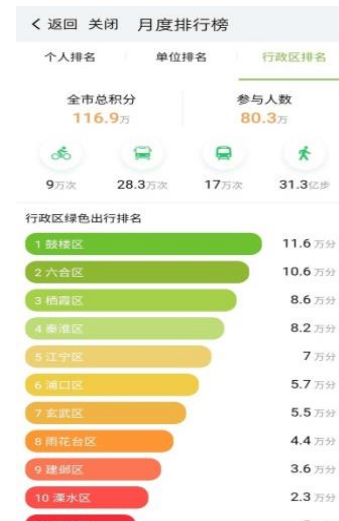 返回 关闭 月度排行榜
个人排名 单位排名 行政区排名
全市总积分 参与人数
116.9万 80.3万
9万次 28.3万次 17万次 31.3亿步
行政区绿色出行排名
1 鼓楼区 11.6 万分
2 六合区 10.6 万分
3 栖霞区 8.6 万分
4 秦淮区 8.2 万分
5 江宁区 7 万分
6 浦口区 5.7 万分
7 玄武区 5.5 万分
8 雨花台区 4.4 万分
9 建邺区 3.6 万分
10 溧水区 2.3 万分